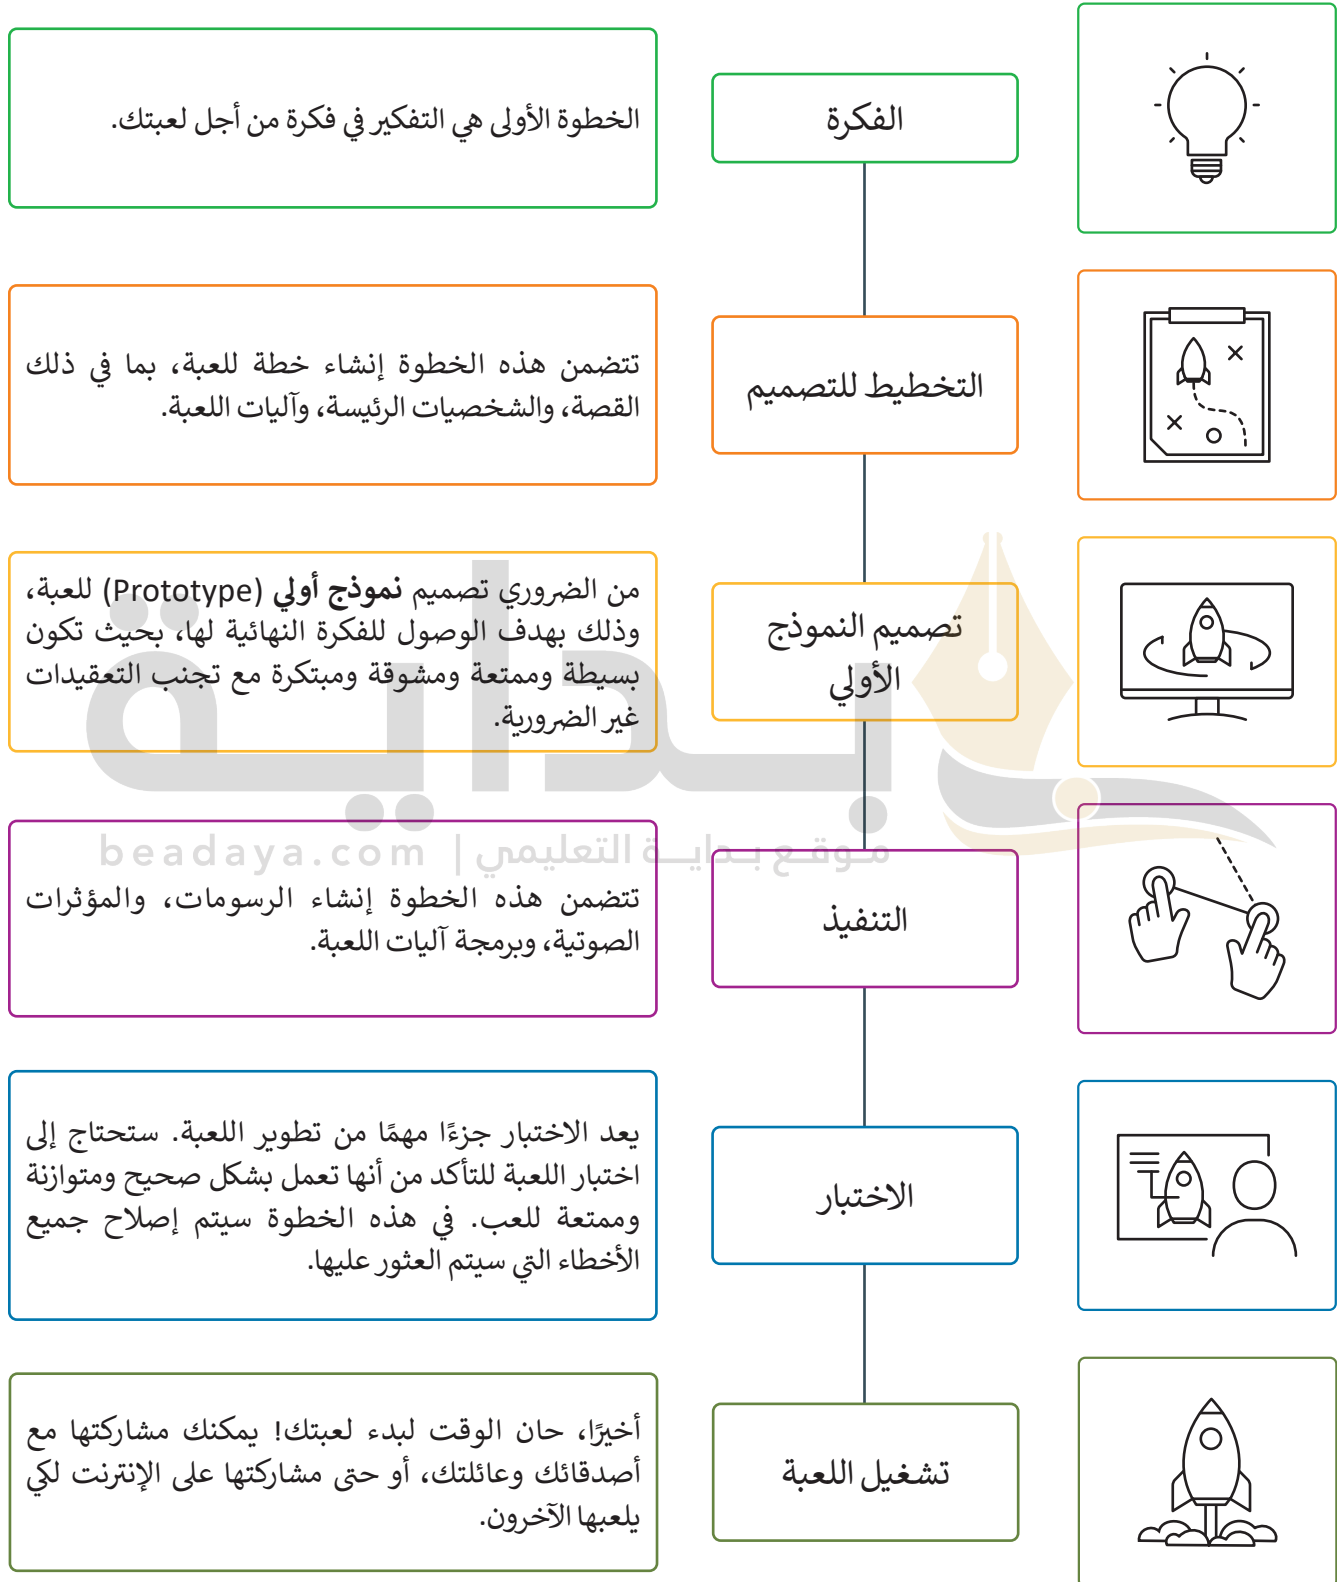 الفكرة
الخطوة الأولى هي التفكير في فكرة من أجل لعبتك.
التخطيط للتصميم
تتضمن هذه الخطوة إنشاء خطة للعبة، بما في ذلك
القصة، والشخصيات الرئيسة، وآليات اللعبة.
تصميم النموذج
الأولي
من الضروري تصميم نموذج أولي (Prototype) للعبة،
وذلك بهدف الوصول للفكرة النهائية لها، بحيث تكون
بسيطة وممتعة ومشوقة ومبتكرة مع تجنب التعقيدات
غير الضرورية.
بداية
موقع بداية التعليمي | beadaya.com
التنفيذ
تتضمن هذه الخطوة إنشاء الرسومات، والمؤثرات
الصوتية، وبرمجة آليات اللعبة.
الاختبار
يعد الاختبار جزءًا مهمًا من تطوير اللعبة. ستحتاج إلى
اختبار اللعبة للتأكد من أنها تعمل بشكل صحيح ومتوازنة
وممتعة للعب. في هذه الخطوة سيتم إصلاح جميع
الأخطاء التي سيتم العثور عليها.
تشغيل اللعبة
أخيرًا، حان الوقت لبدء لعبتك! يمكنك مشاركتها مع
أصدقائك وعائلتك، أو حتى مشاركتها على الإنترنت لكي
يلعبها الآخرون.